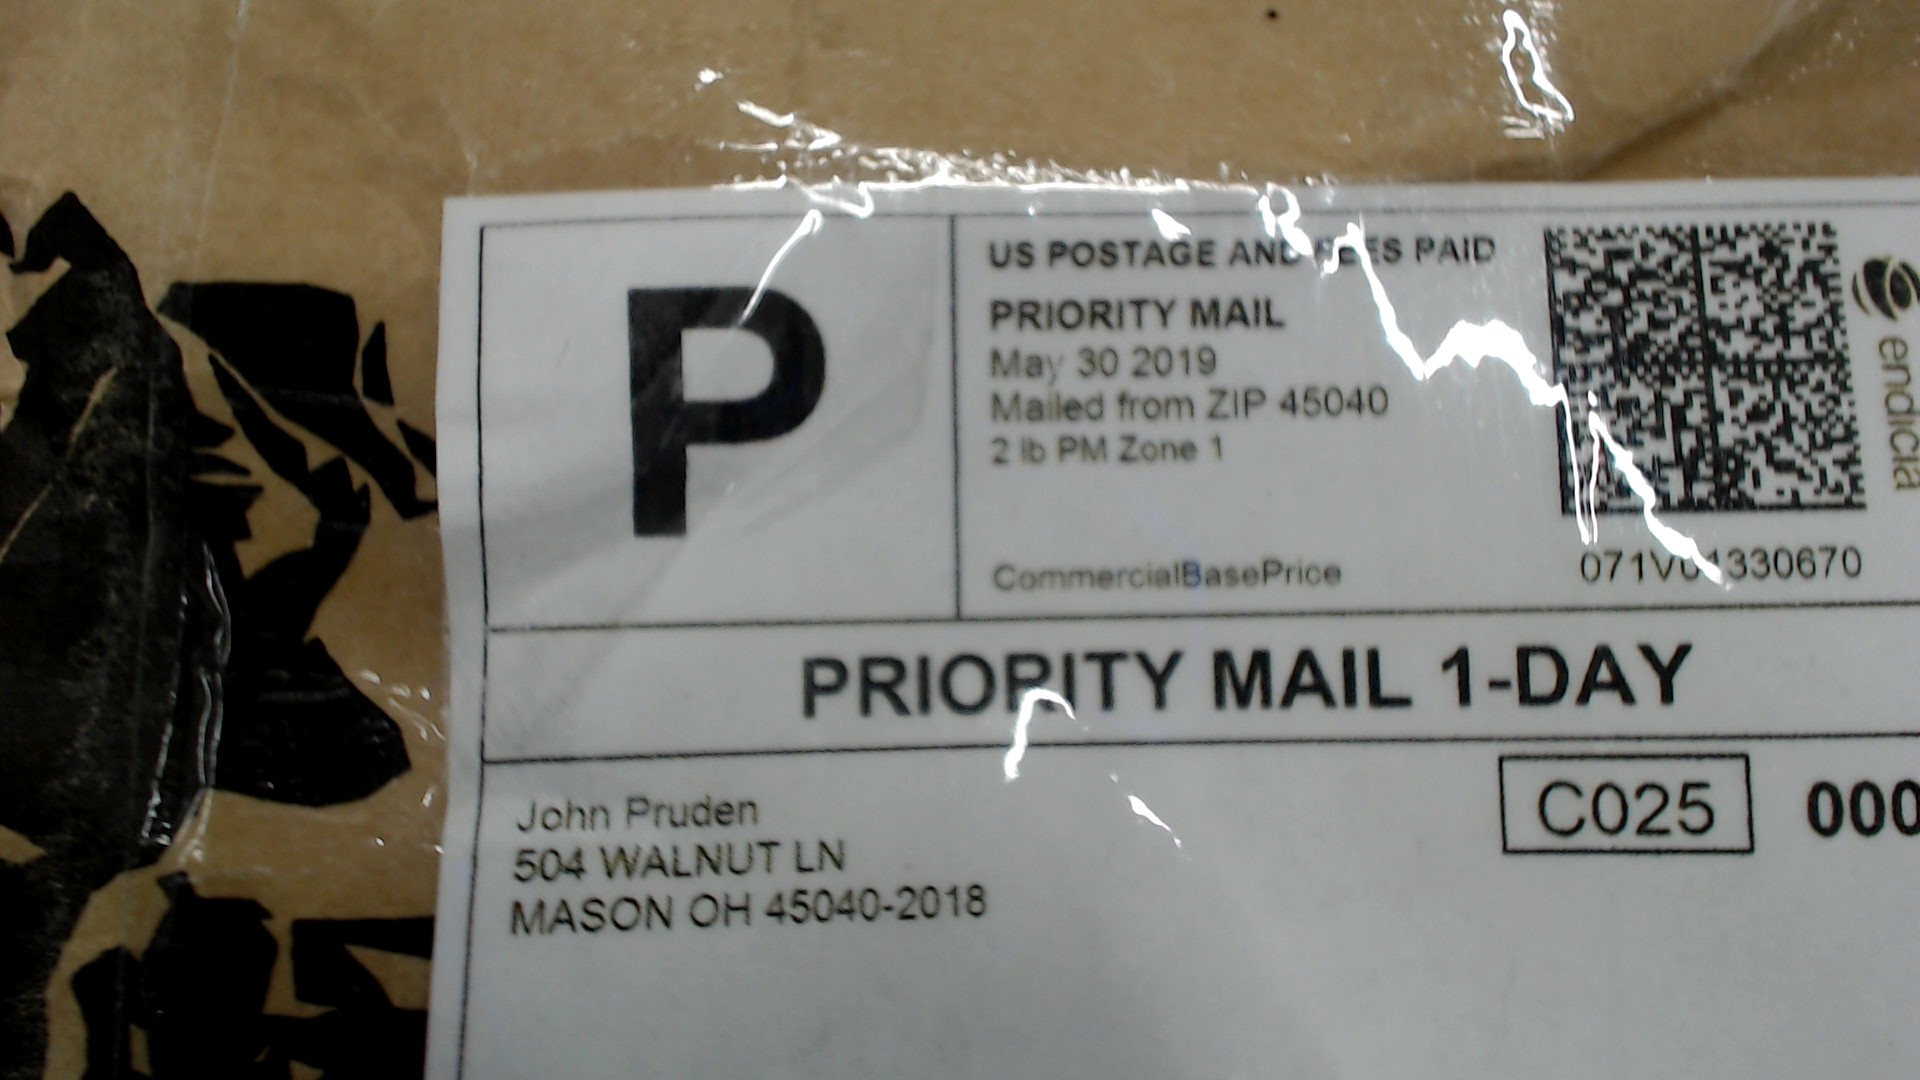 P
US POSTAGE AND FEES PAID
PRIORITY MAIL
May 30 2019
Mailed from ZIP 45040
2 lb PM Zone 1
CommercialBasePrice
endicia
071V01330670
PRIORITY MAIL 1-DAY
John Pruden
504 WALNUT LN
MASON OH 45040-2018
C025
000